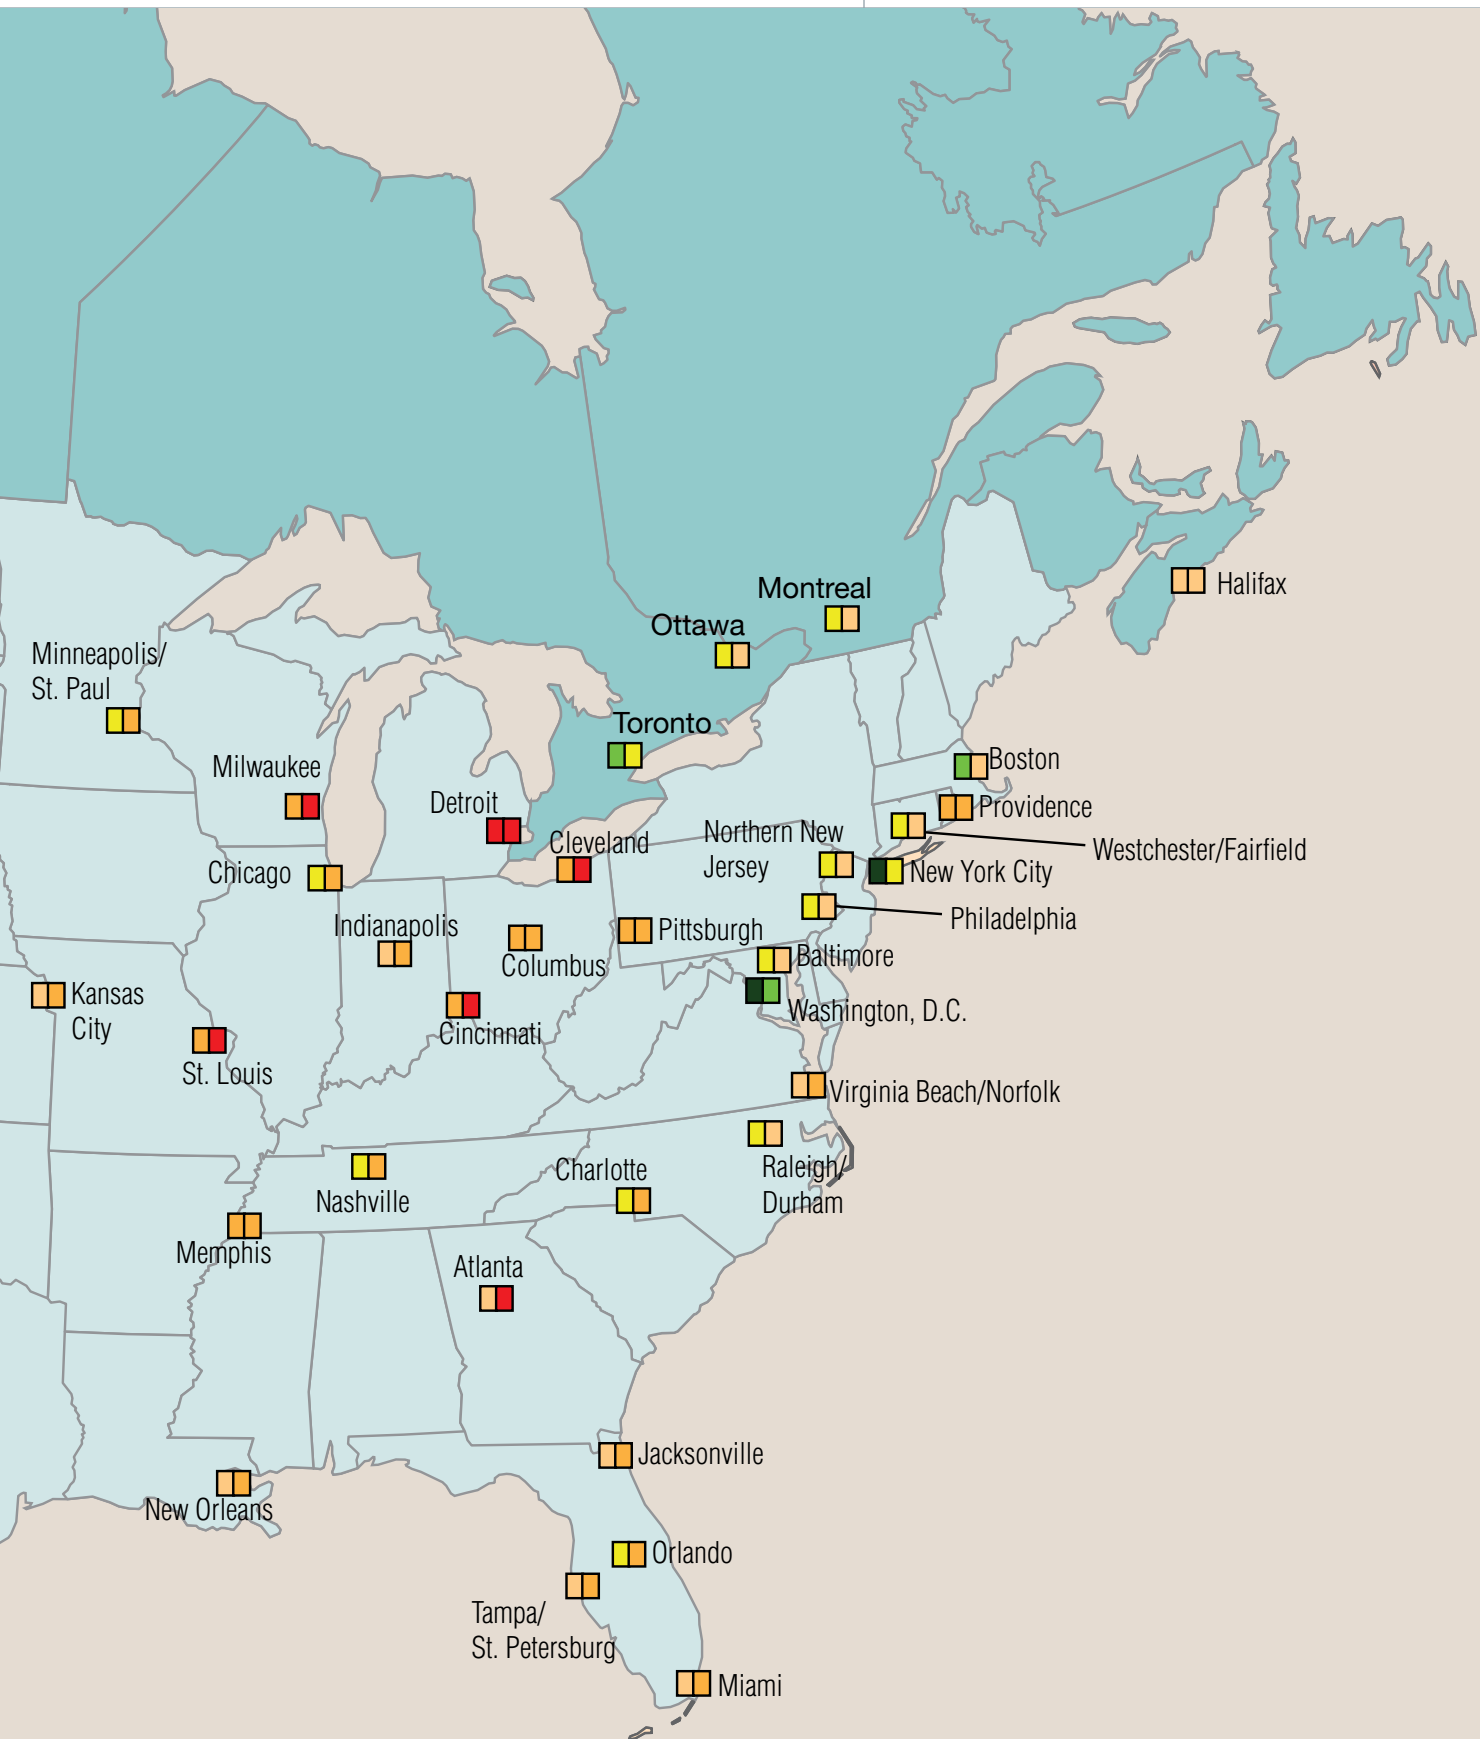 Montreal
Halifax
Ottawa
Minneapolis/
St. Paul
Toronto
Milwaukee
Boston
Detroit
Providence
Cleveland
Northern New
Jersey
Westchester/Fairfield
Chicago
New York City
Philadelphia
Indianapolis
Pittsburgh
Columbus
Baltimore
Kansas
City
Washington, D.C.
Cincinnati
St. Louis
Virginia Beach/Norfolk
Charlotte
Raleigh/
Durham
Nashville
Memphis
Atlanta
Jacksonville
New Orleans
Orlando
Tampa/
St. Petersburg
Miami